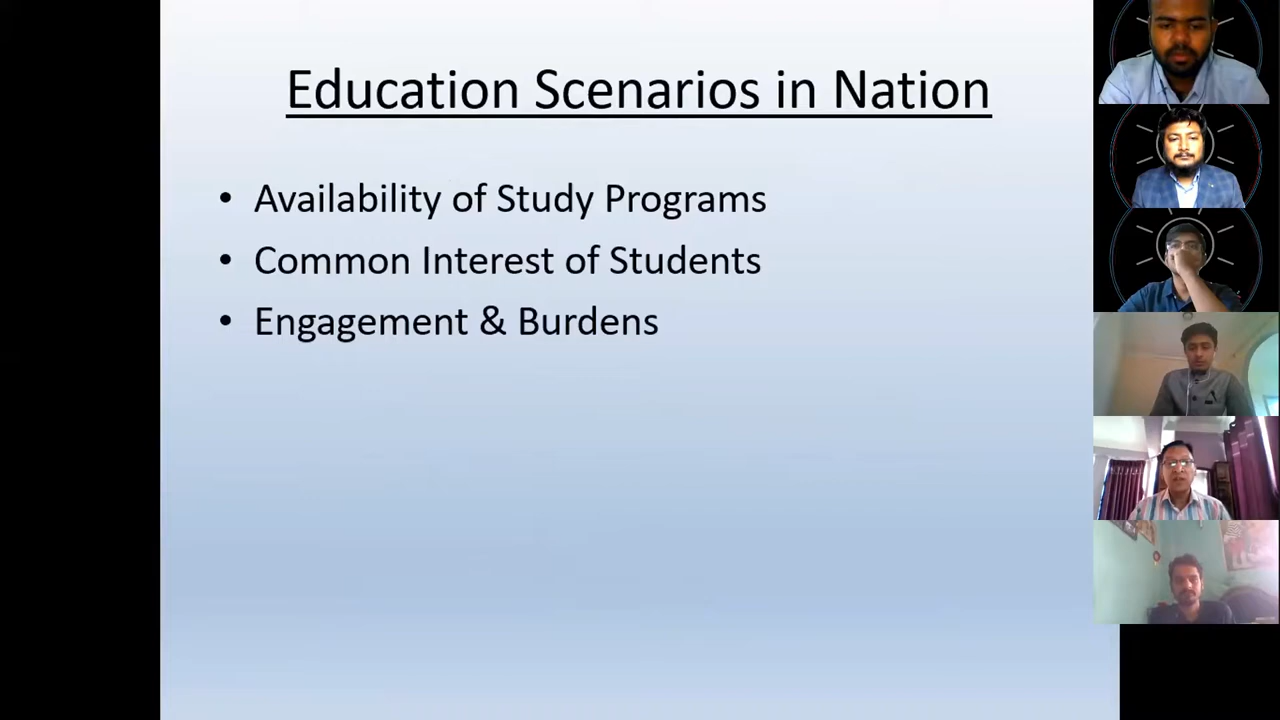 Education Scenarios in Nation
• Availability of Study Programs
• Common Interest of Students
• Engagement & Burdens